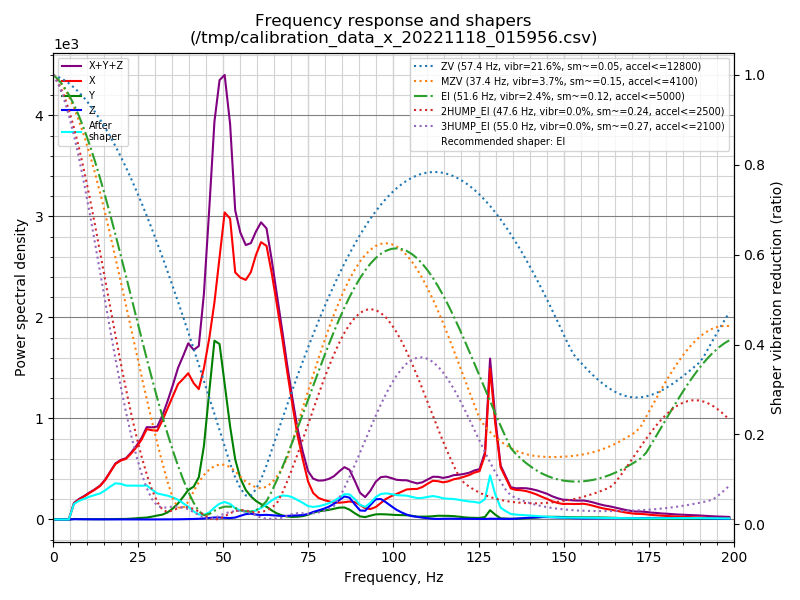 Frequency response and shapers
(/tmp/calibration_data_x_20221118_015956.csv)
1e3
X+Y+Z
X
Y
Z
After
shaper
ZV (57.4 Hz, vibr=21.6%, sm~=0.05, accel<=12800)
MZV (37.4 Hz, vibr=3.7%, sm~=0.15, accel<=4100)
EI (51.6 Hz, vibr=2.4%, sm~=0.12, accel<=5000)
2HUMP_EI (47.6 Hz, vibr=0.0%, sm~=0.24, accel<=2500)
3HUMP_EI (55.0 Hz, vibr=0.0%, sm~=0.27, accel<=2100)
Recommended shaper: EI
Power spectral density
4
3
2
1
0
Shaper vibration reduction (ratio)
1.0
0.8
0.6
0.4
0.2
0.0
0 25 50 75 100 125 150 175 200
Frequency, Hz